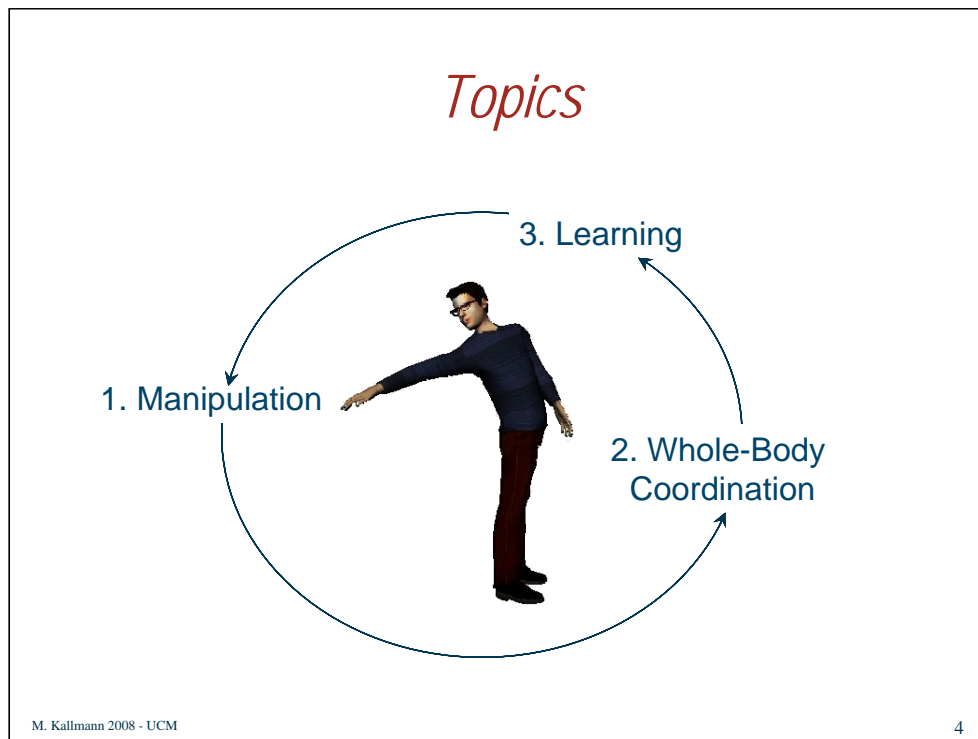 Topics
3. Learning
1. Manipulation
2. Whole-Body
Coordination
M. Kallmann 2008 - UCM
4